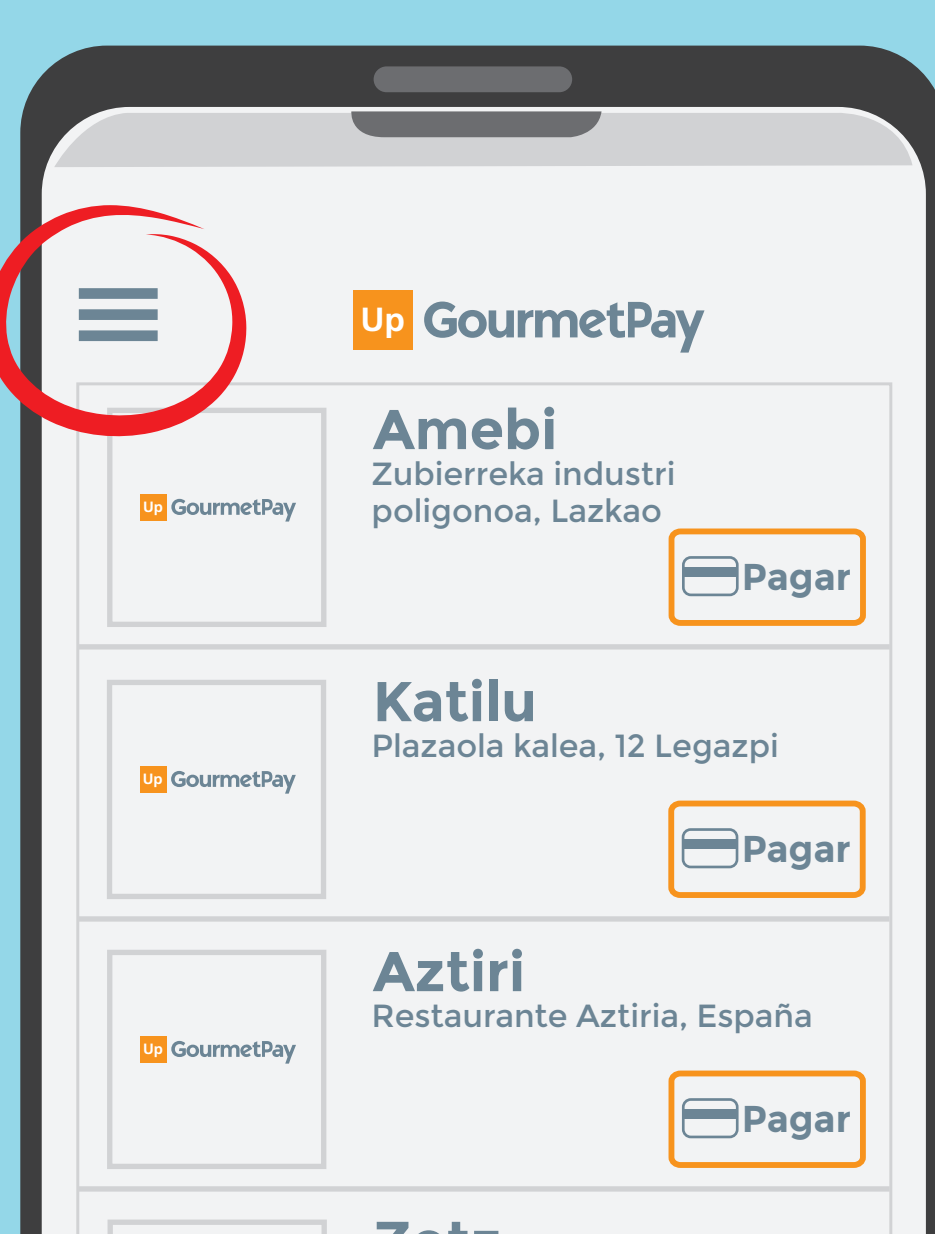 Up GourmetPay
Amebi
Zubierreka industri
poligonoa, Lazkao
Up GourmetPay
Pagar
Katilu
Plazaola kalea, 12 Legazpi
Up GourmetPay
Pagar
Aztiri
Restaurante Aztiria, España
Up GourmetPay
Pagar